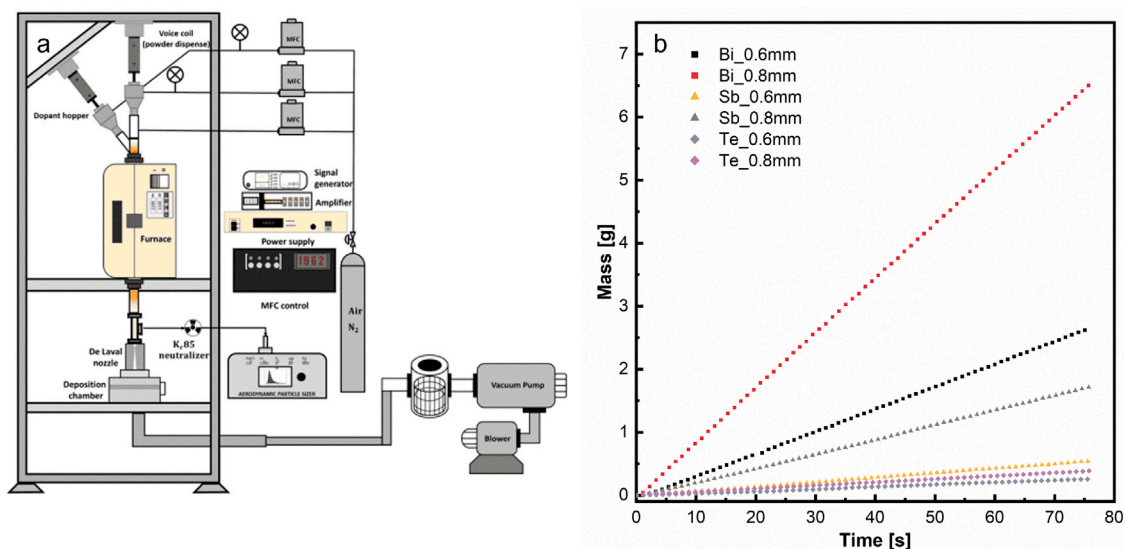 a
Voice coil
(powder dispense)
Dopant hopper
MFC
MFC
MFC
Furnace
Signal
generator
Amplifier
Power supply
1962
MFC control
Air
N₂
Kᵣ85
neutralizer
De Laval
nozzle
Deposition
chamber
AERODYNAMIC PARTICLE SIZER
Vacuum Pump
Blower
b
Bi_0.6mm
Bi_0.8mm
Sb_0.6mm
Sb_0.8mm
Te_0.6mm
Te_0.8mm
Mass [g]
7
6
5
4
3
2
1
0
0 10 20 30 40 50 60 70 80
Time [s]